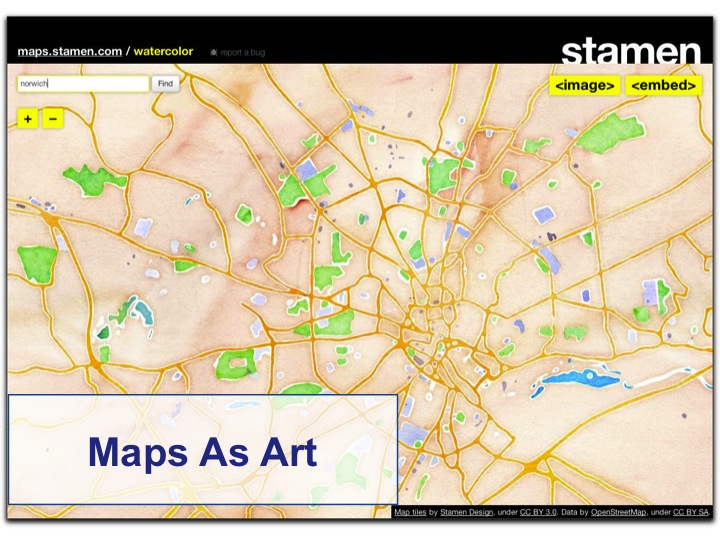 stamen
maps.stamen.com / watercolor report a bug
norwich Find
<image> <embed>
+ −
Maps As Art
Map tiles by Stamen Design, under CC BY 3.0. Data by OpenStreetMap, under CC BY SA.